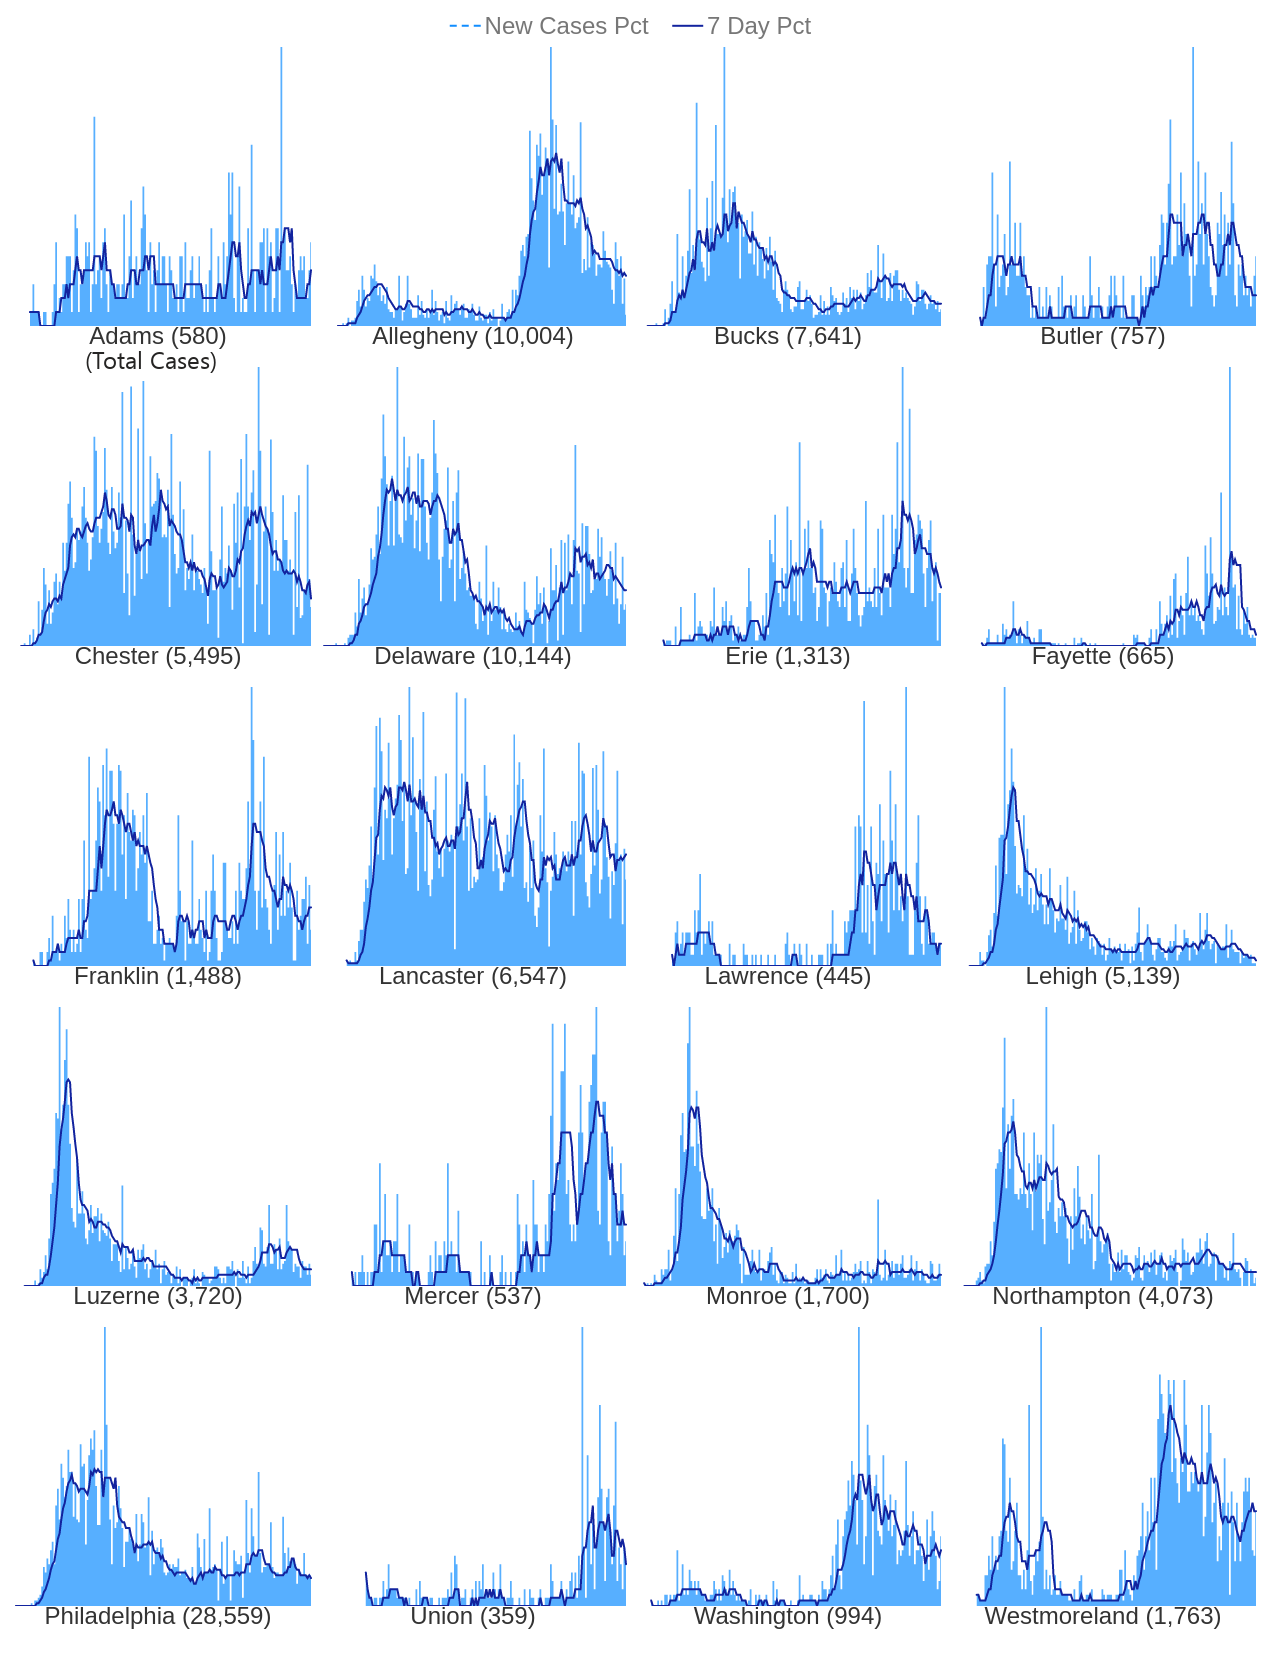 New Cases Pct 7 Day Pct
Adams (580) Allegheny (10,004) Bucks (7,641) Butler (757)
(Total Cases)
Chester (5,495) Delaware (10,144) Erie (1,313) Fayette (665)
Franklin (1,488) Lancaster (6,547) Lawrence (445) Lehigh (5,139)
Luzerne (3,720) Mercer (537) Monroe (1,700) Northampton (4,073)
Philadelphia (28,559) Union (359) Washington (994) Westmoreland (1,763)